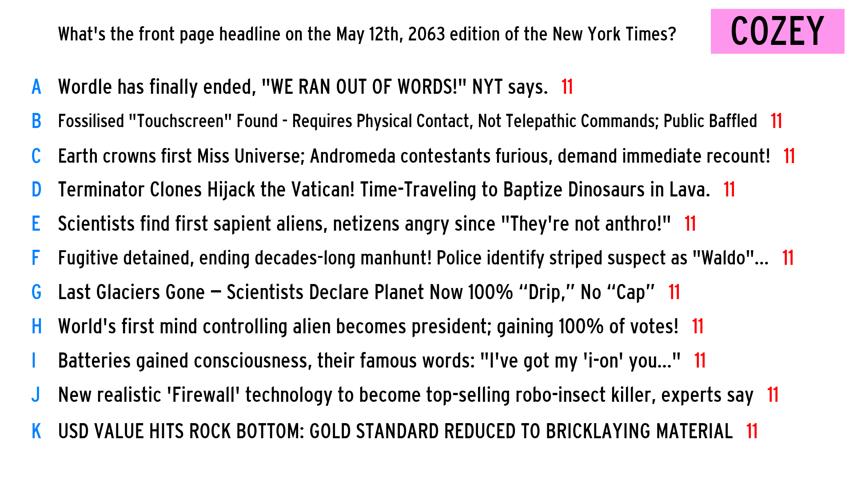 What's the front page headline on the May 12th, 2063 edition of the New York Times?
COZEY
A Wordle has finally ended, "WE RAN OUT OF WORDS!" NYT says. 11
B Fossilised "Touchscreen" Found - Requires Physical Contact, Not Telepathic Commands; Public Baffled 11
C Earth crowns first Miss Universe; Andromeda contestants furious, demand immediate recount! 11
D Terminator Clones Hijack the Vatican! Time-Traveling to Baptize Dinosaurs in Lava. 11
E Scientists find first sapient aliens, netizens angry since "They're not anthro!" 11
F Fugitive detained, ending decades-long manhunt! Police identify striped suspect as "Waldo"... 11
G Last Glaciers Gone — Scientists Declare Planet Now 100% “Drip,” No “Cap” 11
H World's first mind controlling alien becomes president; gaining 100% of votes! 11
I Batteries gained consciousness, their famous words: "I've got my 'i-on' you..." 11
J New realistic 'Firewall' technology to become top-selling robo-insect killer, experts say 11
K USD VALUE HITS ROCK BOTTOM: GOLD STANDARD REDUCED TO BRICKLAYING MATERIAL 11